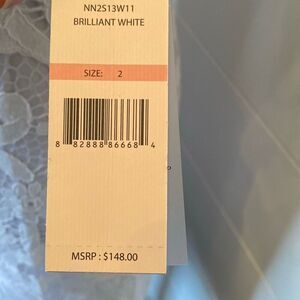 NN2S13W11
BRILLIANT WHITE
SIZE: 2
8 82888 86668 4
MSRP : $148.00